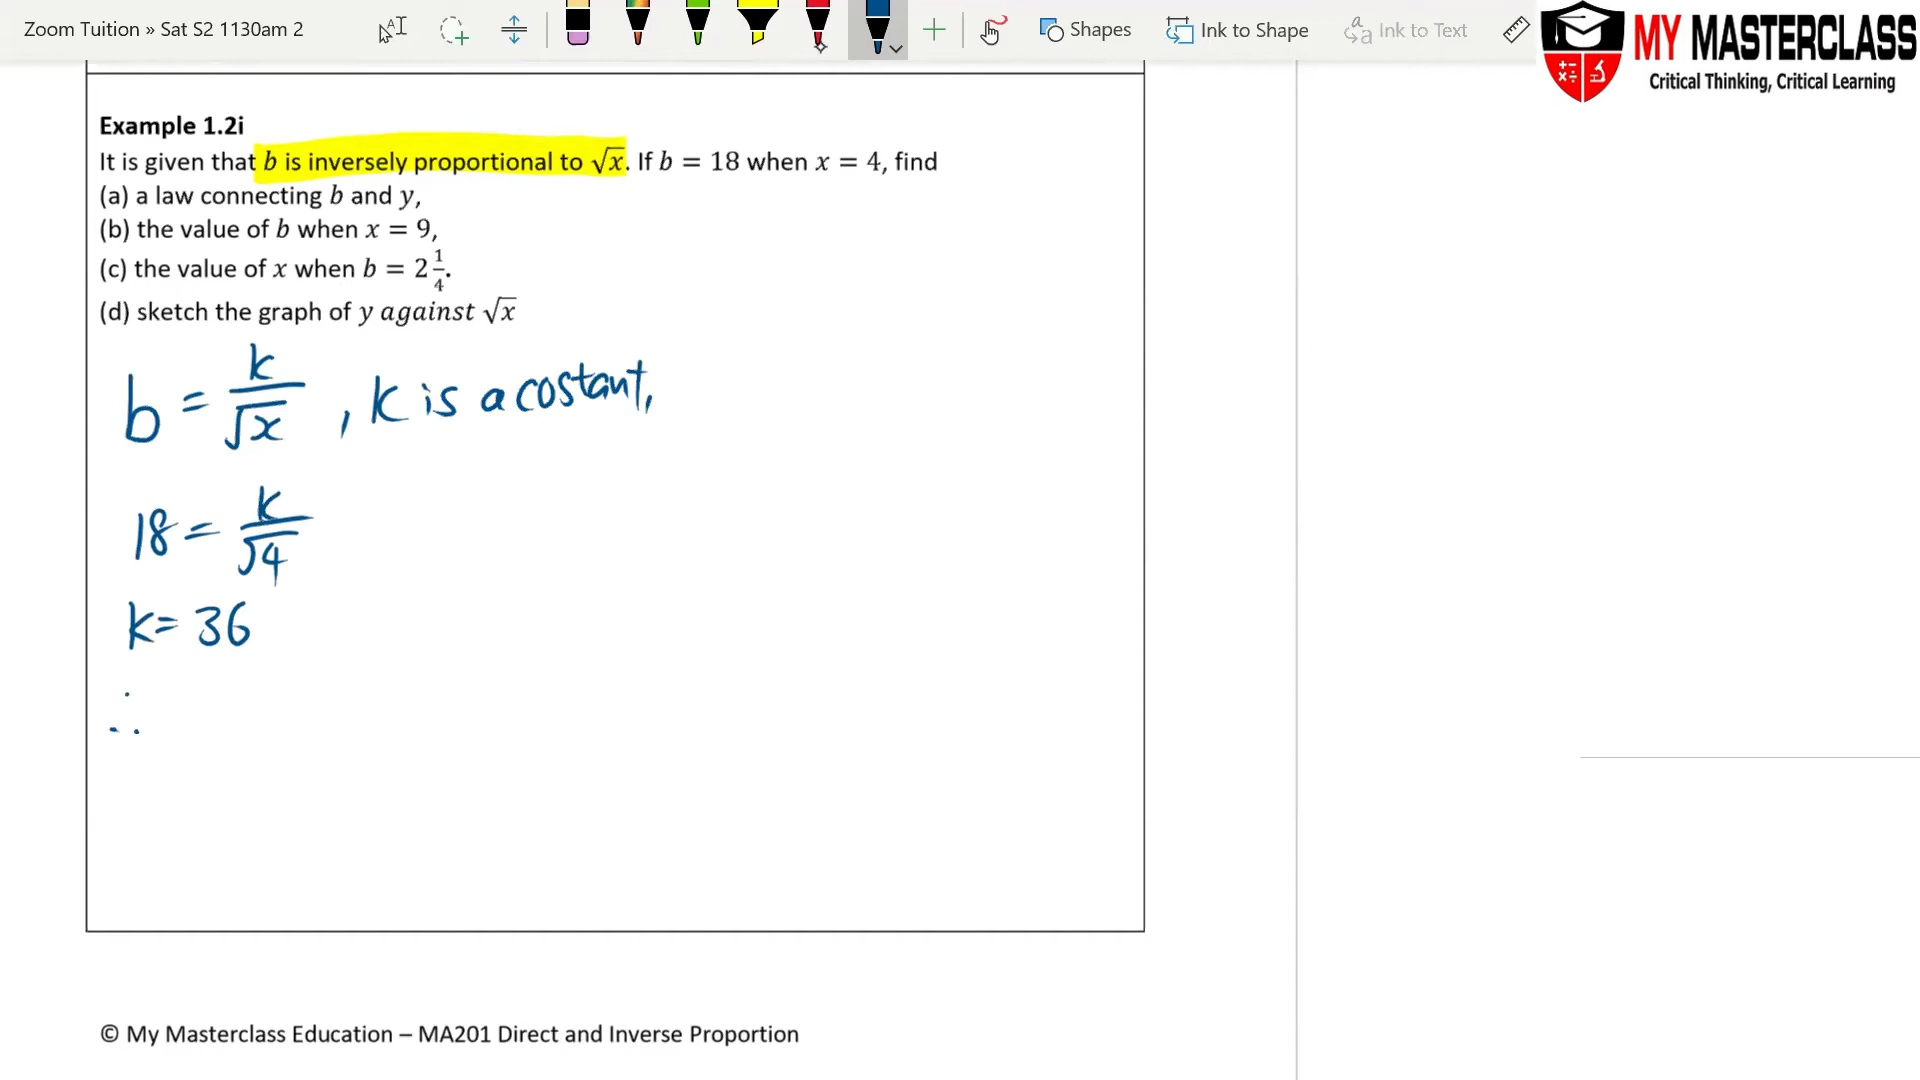 Zoom Tuition » Sat S2 1130am 2
Shapes
Ink to Shape
Ink to Text
MY MASTERCLASS
Critical Thinking, Critical Learning
Example 1.2i
It is given that b is inversely proportional to √x. If b = 18 when x = 4, find
(a) a law connecting b and y,
(b) the value of b when x = 9,
(c) the value of x when b = 2 1/4.
(d) sketch the graph of y against √x
b = k/√x , k is a costant,
18 = k/√4
k = 36
∴
© My Masterclass Education – MA201 Direct and Inverse Proportion